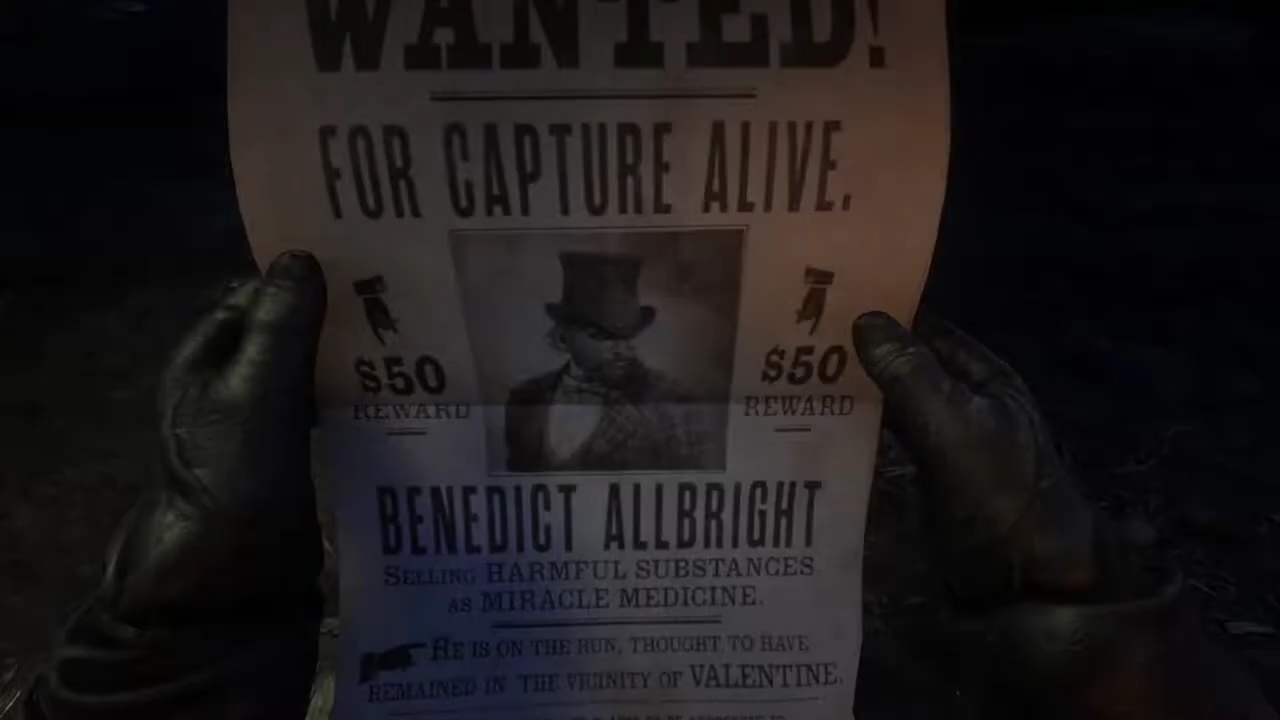 WANTED!
FOR CAPTURE ALIVE.
$50 $50
REWARD REWARD
BENEDICT ALLBRIGHT
SELLING HARMFUL SUBSTANCES
AS MIRACLE MEDICINE.
HE IS ON THE RUN, THOUGHT TO HAVE
REMAINED IN THE VICINITY OF VALENTINE.